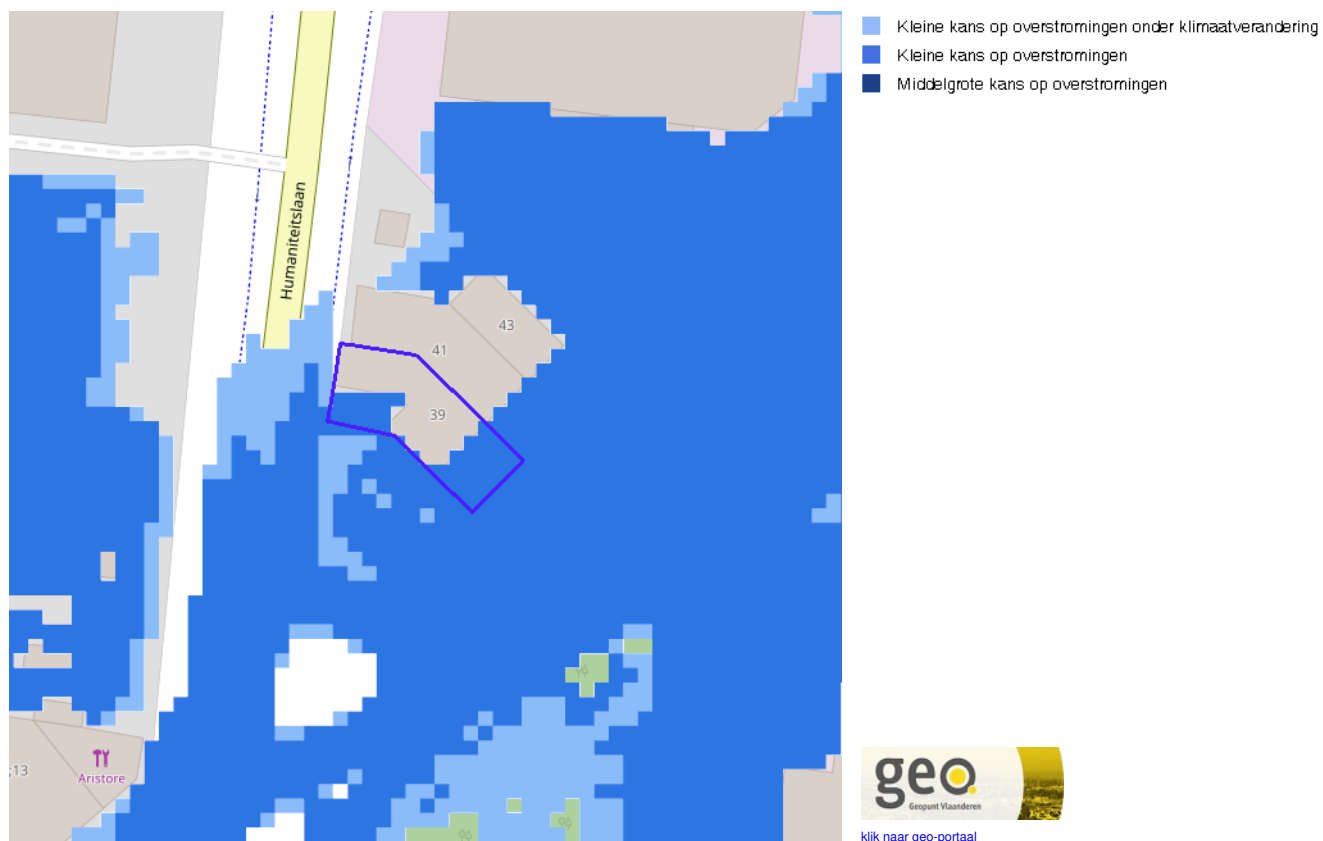 Kleine kans op overstromingen onder klimaatverandering
Kleine kans op overstromingen
Middelgrote kans op overstromingen
Humaniteitslaan
43
41
39
;13
Aristore
geo.
Geopunt Vlaanderen
klik naar geo-portaal